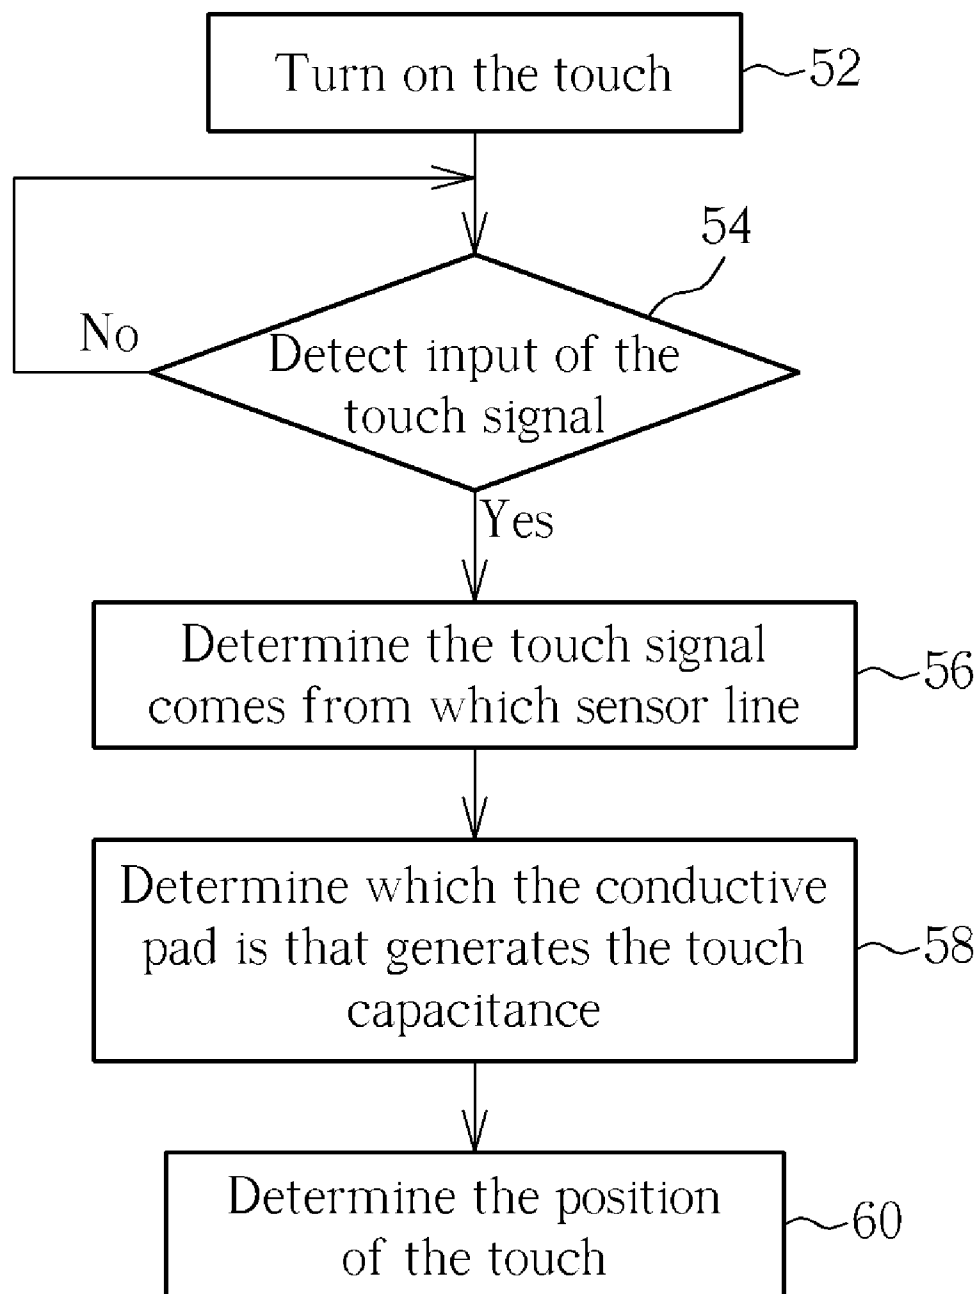 Turn on the touch
52
54
No
Detect input of the
touch signal
Yes
Determine the touch signal
comes from which sensor line
56
Determine which the conductive
pad is that generates the touch
capacitance
58
Determine the position
of the touch
60